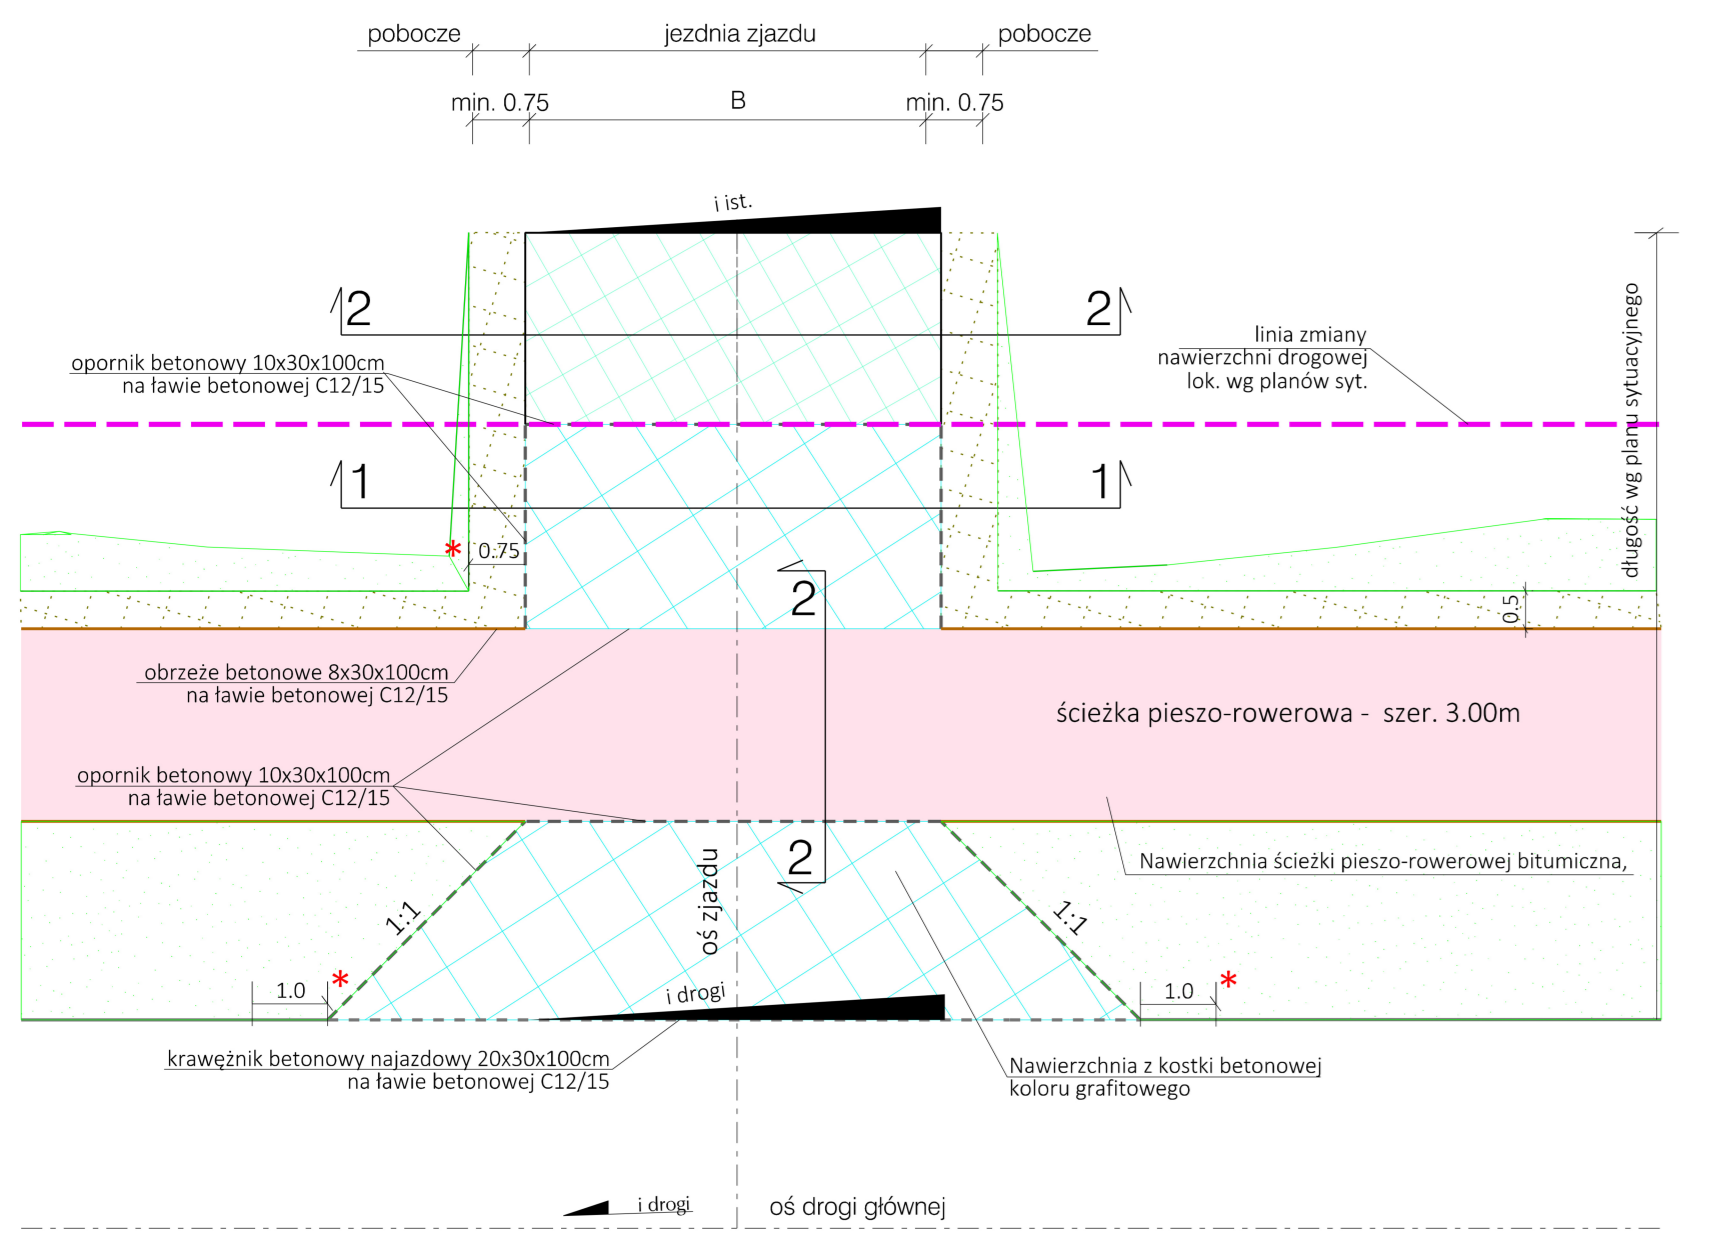 pobocze
jezdnia zjazdu
pobocze
min. 0.75
B
min. 0.75
i ist.
2
2
linia zmiany
nawierzchni drogowej
lok. wg planów syt.
długość wg planu sytuacyjnego
opornik betonowy 10x30x100cm
na ławie betonowej C12/15
1
1
*
0.75
2
0.5
obrzeże betonowe 8x30x100cm
na ławie betonowej C12/15
ścieżka pieszo-rowerowa - szer. 3.00m
opornik betonowy 10x30x100cm
na ławie betonowej C12/15
2
Nawierzchnia ścieżki pieszo-rowerowej bitumiczna,
oś zjazdu
1:1
1:1
1.0
*
i drogi
1.0
*
krawężnik betonowy najazdowy 20x30x100cm
na ławie betonowej C12/15
Nawierzchnia z kostki betonowej
koloru grafitowego
i drogi
oś drogi głównej